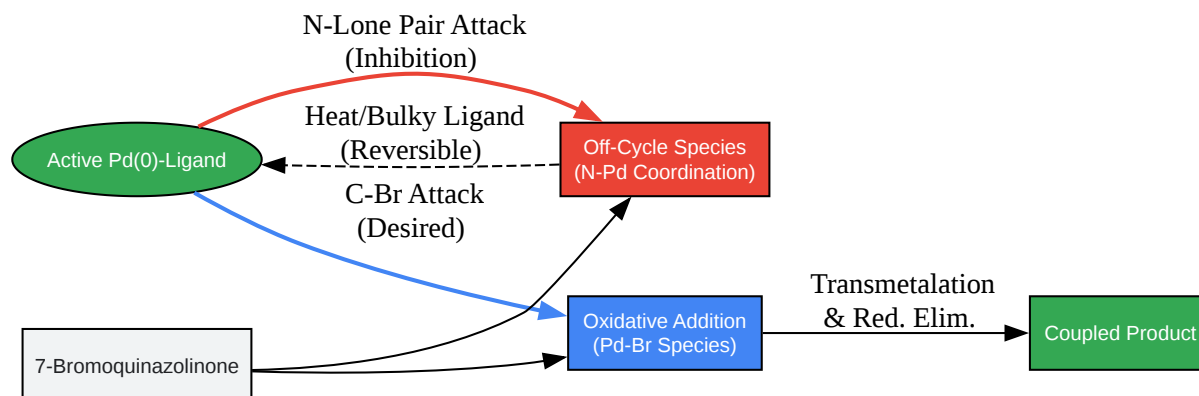 N-Lone Pair Attack
(Inhibition)
Heat/Bulky Ligand
(Reversible)
Active Pd(0)-Ligand
Off-Cycle Species
(N-Pd Coordination)
C-Br Attack
(Desired)
Transmetalation
& Red. Elim.
Oxidative Addition
(Pd-Br Species)
Coupled Product
7-Bromoquinazolinone